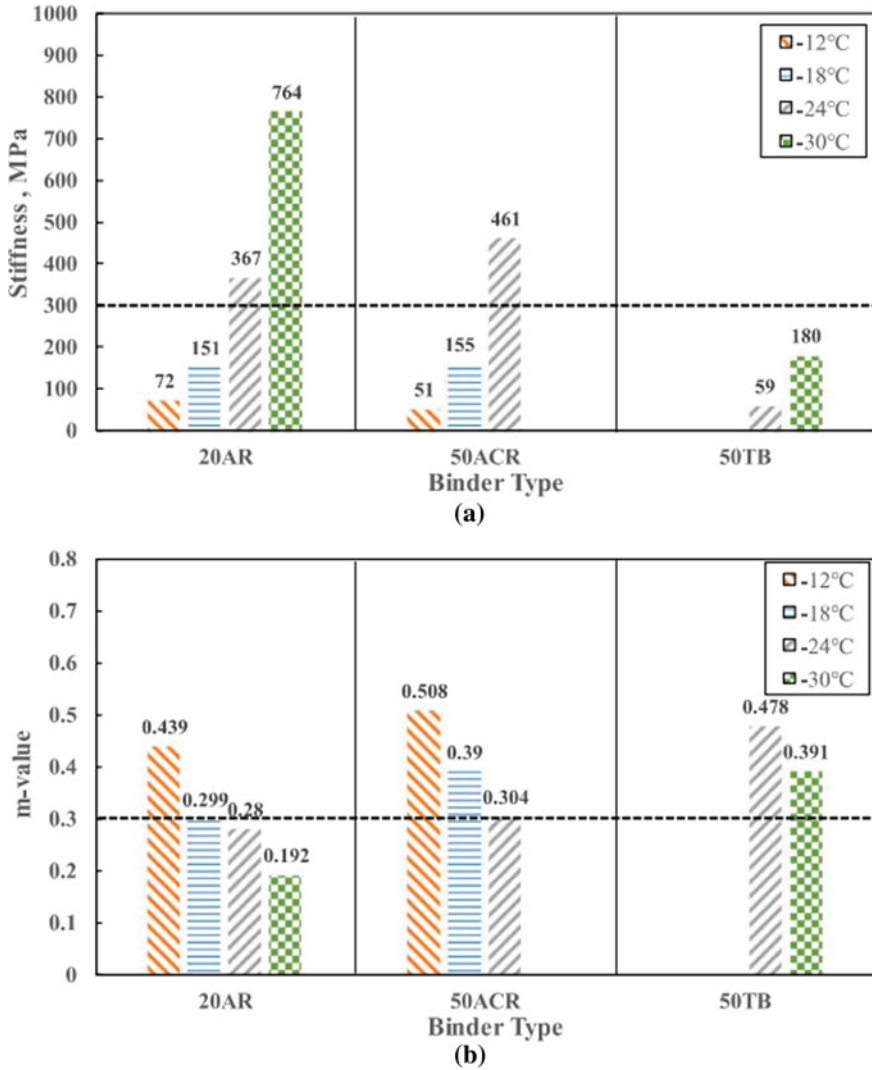 1000
900
800
700
600
500
400
300
200
100
0
Stiffness , MPa
-12°C
-18°C
-24°C
-30°C
72
151
367
764
51
155
461
59
180
20AR
50ACR
50TB
Binder Type
(a)
0.8
0.7
0.6
0.5
0.4
0.3
0.2
0.1
0
m-value
-12°C
-18°C
-24°C
-30°C
0.439
0.299
0.28
0.192
0.508
0.39
0.304
0.478
0.391
20AR
50ACR
50TB
Binder Type
(b)